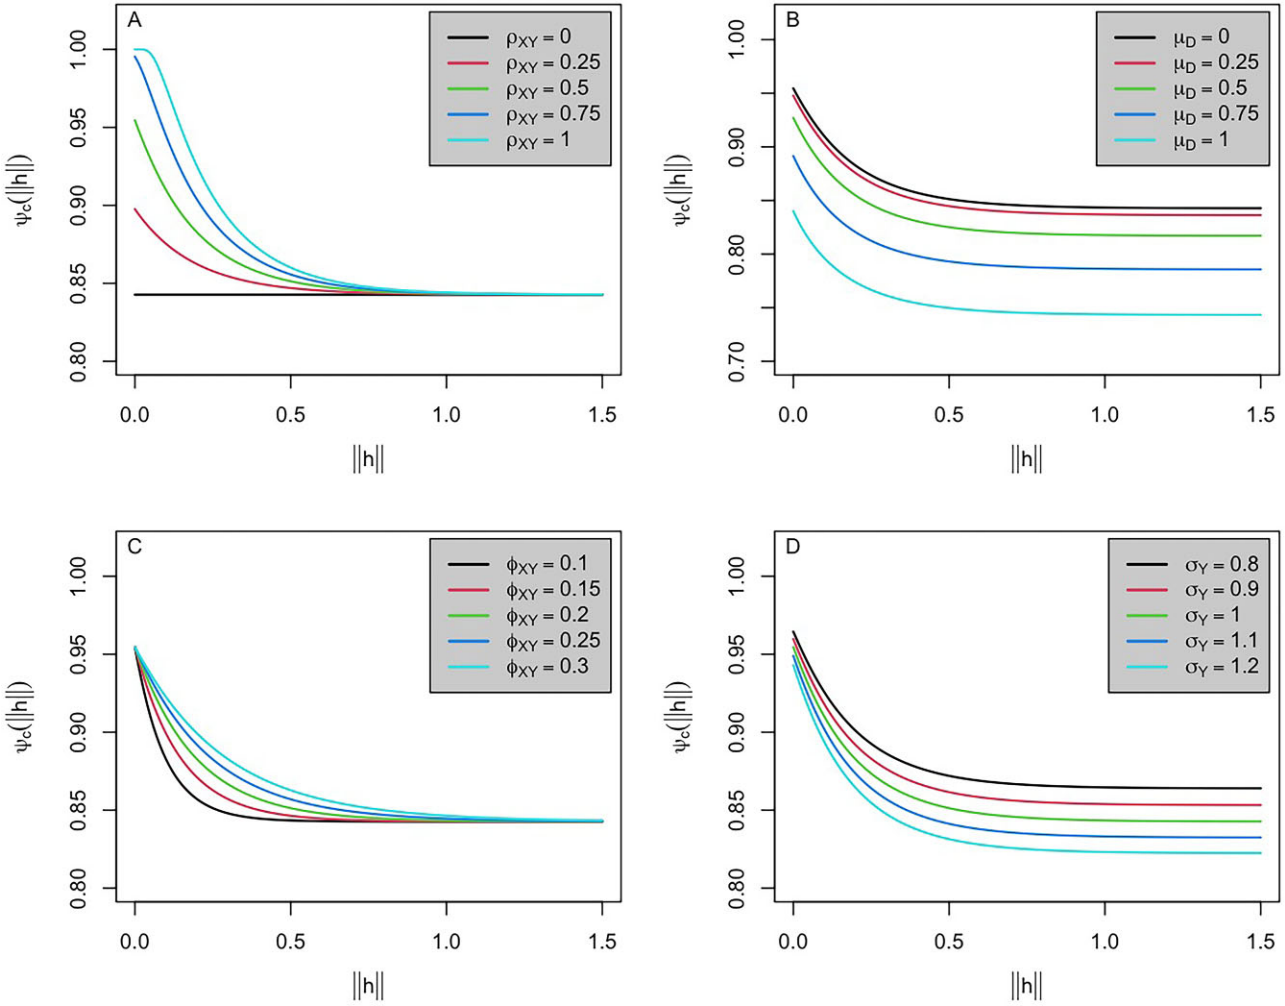 A
ρXY = 0
ρXY = 0.25
ρXY = 0.5
ρXY = 0.75
ρXY = 1
1.00
0.95
0.90
0.85
0.80
ψc(||h||)
0.0 0.5 1.0 1.5
||h||
B
μD = 0
μD = 0.25
μD = 0.5
μD = 0.75
μD = 1
1.00
0.90
0.80
0.70
ψc(||h||)
0.0 0.5 1.0 1.5
||h||
C
ϕXY = 0.1
ϕXY = 0.15
ϕXY = 0.2
ϕXY = 0.25
ϕXY = 0.3
1.00
0.95
0.90
0.85
0.80
ψc(||h||)
0.0 0.5 1.0 1.5
||h||
D
σY = 0.8
σY = 0.9
σY = 1
σY = 1.1
σY = 1.2
1.00
0.95
0.90
0.85
0.80
ψc(||h||)
0.0 0.5 1.0 1.5
||h||